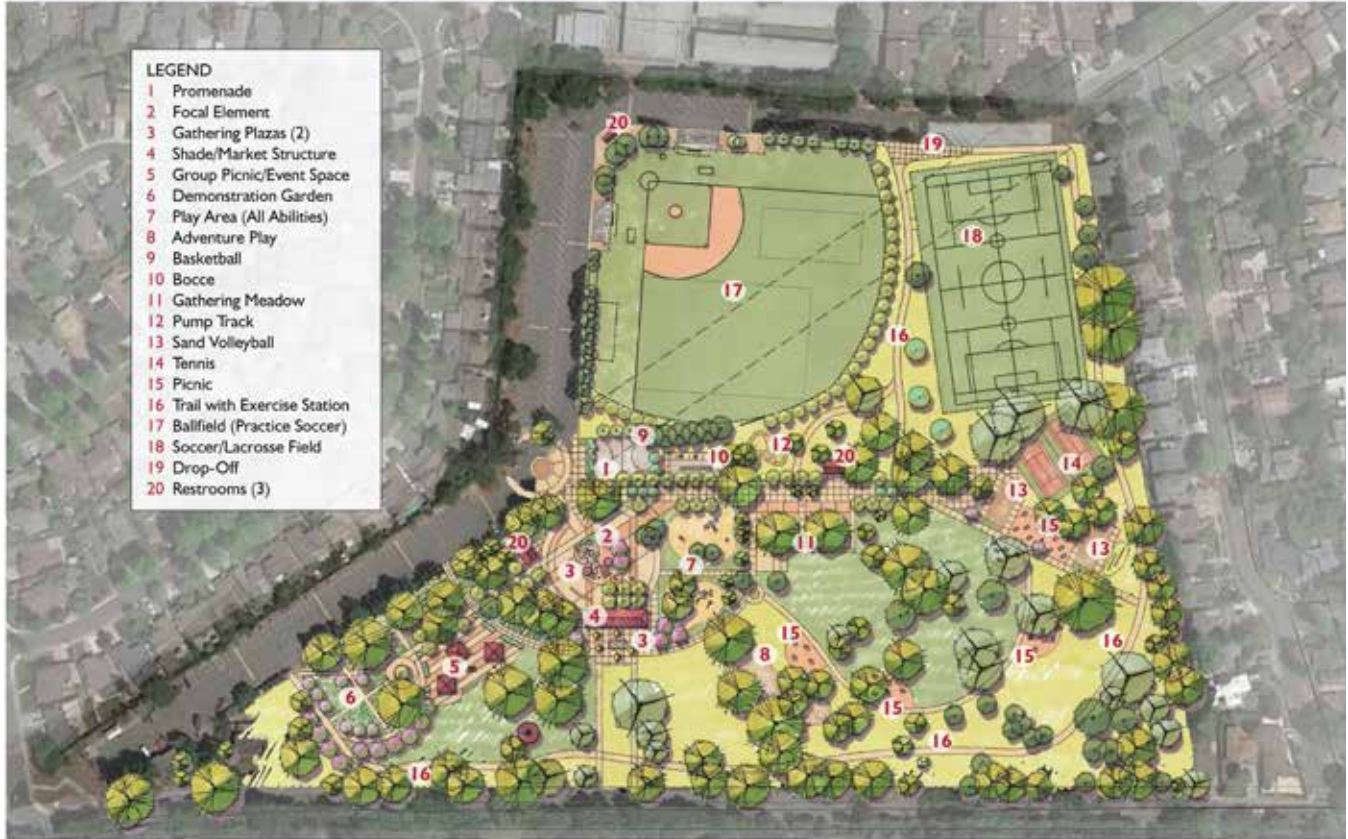 LEGEND
1 Promenade
2 Focal Element
3 Gathering Plazas (2)
4 Shade/Market Structure
5 Group Picnic/Event Space
6 Demonstration Garden
7 Play Area (All Abilities)
8 Adventure Play
9 Basketball
10 Bocce
11 Gathering Meadow
12 Pump Track
13 Sand Volleyball
14 Tennis
15 Picnic
16 Trail with Exercise Station
17 Ballfield (Practice Soccer)
18 Soccer/Lacrosse Field
19 Drop-Off
20 Restrooms (3)
20
19
18
17
16
9
12
10
20
1
14
13
15
13
2
20
11
3
7
4
3
15
16
8
15
5
6
15
16
16